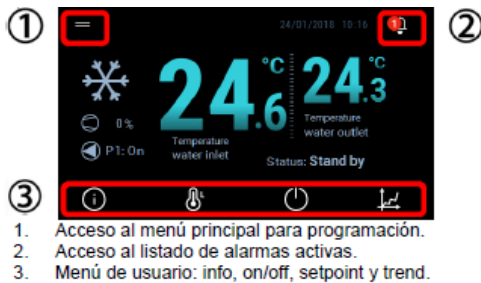 1
24/01/2018 10:16
1
2
24.6 °C
24.3 °C
0 %
Temperature
water inlet
Temperature
water outlet
P1: On
Status: Stand by
3
1. Acceso al menú principal para programación.
2. Acceso al listado de alarmas activas.
3. Menú de usuario: info, on/off, setpoint y trend.